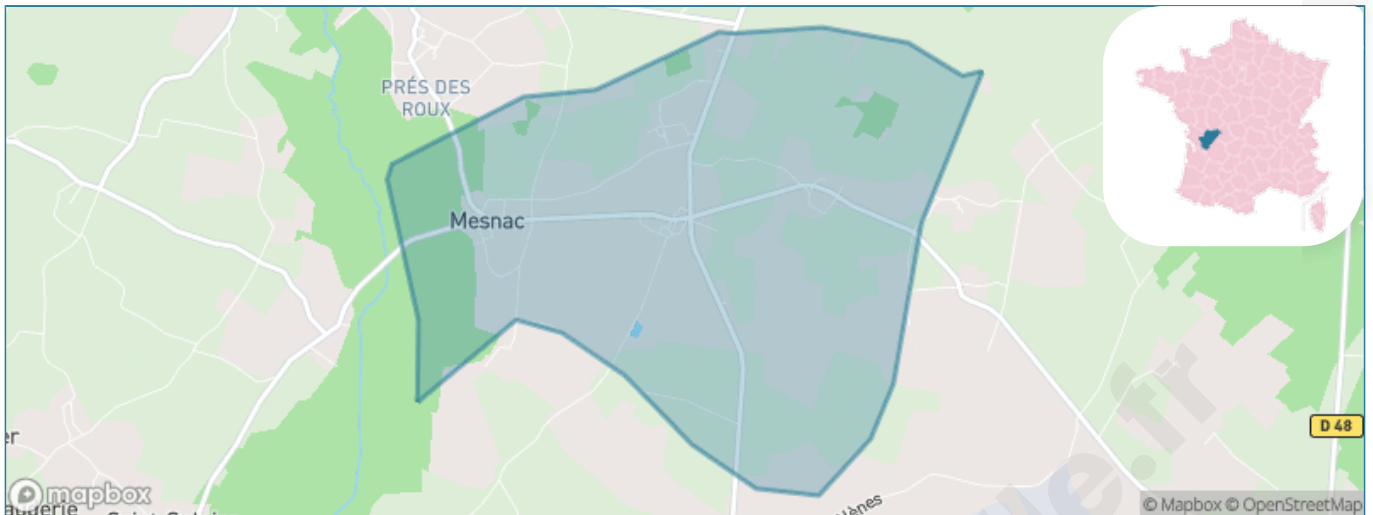 PRÉS DES
ROUX
Mesnac
D 48
mapbox
© Mapbox © OpenStreetMap